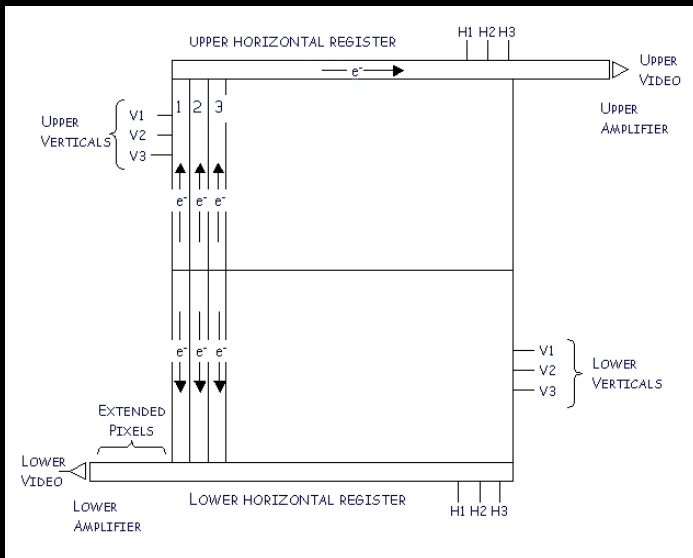 UPPER HORIZONTAL REGISTER
H1 H2 H3
e⁻
UPPER
VIDEO
UPPER
AMPLIFIER
UPPER
VERTICALS
V1
V2
V3
1 2 3
e⁻ e⁻ e⁻
e⁻ e⁻ e⁻
V1
V2
V3
LOWER
VERTICALS
EXTENDED
PIXELS
LOWER
VIDEO
LOWER
AMPLIFIER
LOWER HORIZONTAL REGISTER
H1 H2 H3